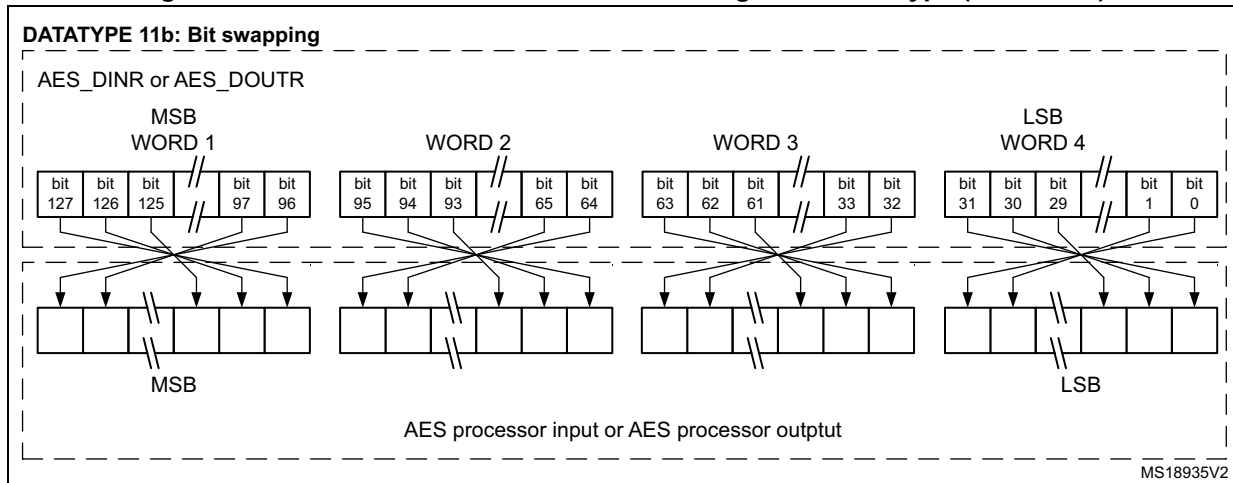 DATATYPE 11b: Bit swapping
AES_DINR or AES_DOUTR
MSB LSB
WORD 1 WORD 2 WORD 3 WORD 4
bit bit bit bit bit bit bit bit bit bit bit bit bit bit bit bit bit bit bit bit
127 126 125 97 96 95 94 93 65 64 63 62 61 33 32 31 30 29 1 0
MSB LSB
AES processor input or AES processor outptut
MS18935V2